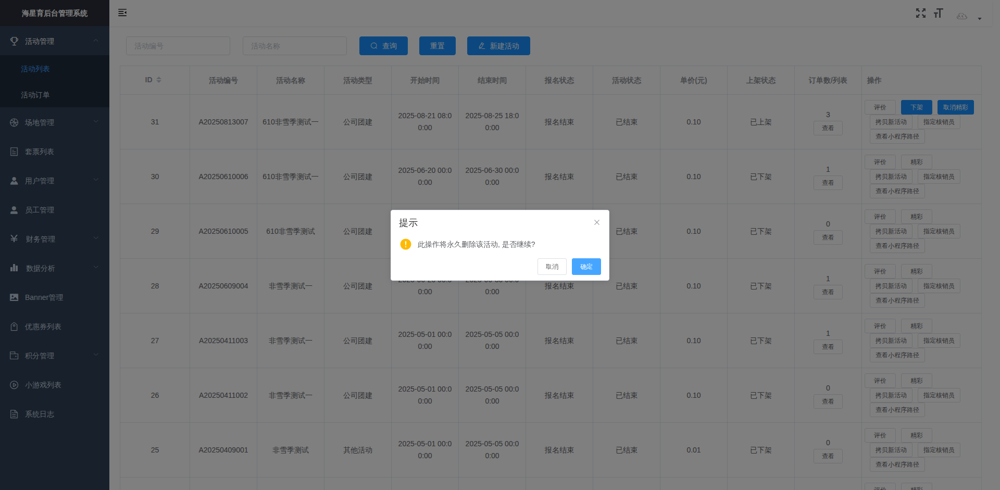 海星育后台管理系统
活动管理
活动列表
活动订单
场地管理
套票列表
用户管理
员工管理
财务管理
数据分析
Banner管理
优惠券列表
积分管理
小游戏列表
系统日志
活动编号 活动名称 查询 重置 新建活动
ID 活动编号 活动名称 活动类型 开始时间 结束时间 报名状态 活动状态 单价(元) 上架状态 订单数/列表 操作
31 A20250813007 610非雪季测试一 公司团建 2025-08-21 08:00:00 2025-08-25 18:00:00 报名结束 已结束 0.10 已上架 3 查看 评价 下架 取消精彩
拷贝新活动 指定核销员
查看小程序路径
30 A20250610006 610非雪季测试一 公司团建 2025-06-20 00:00:00 2025-06-30 00:00:00 报名结束 已结束 0.10 已下架 1 查看 评价 精彩
拷贝新活动 指定核销员
查看小程序路径
29 A20250610005 610非雪季测试 公司团建 已结束 0.10 已下架 0 查看 评价 精彩
拷贝新活动 指定核销员
查看小程序路径
提示
此操作将永久删除该活动, 是否继续?
取消 确定
28 A20250609004 非雪季测试一 公司团建 0:00 0:00 报名结束 已结束 0.10 已下架 1 查看 评价 精彩
拷贝新活动 指定核销员
查看小程序路径
27 A20250411003 非雪季测试一 公司团建 2025-05-01 00:00:00 2025-05-05 00:00:00 报名结束 已结束 0.10 已下架 1 查看 评价 精彩
拷贝新活动 指定核销员
查看小程序路径
26 A20250411002 非雪季测试一 公司团建 2025-05-01 00:00:00 2025-05-05 00:00:00 报名结束 已结束 0.10 已下架 0 查看 评价 精彩
拷贝新活动 指定核销员
查看小程序路径
25 A20250409001 非雪季测试 其他活动 2025-05-01 00:00:00 2025-05-05 00:00:00 报名结束 已结束 0.01 已下架 0 查看 评价 精彩
拷贝新活动 指定核销员
查看小程序路径
评价 精彩